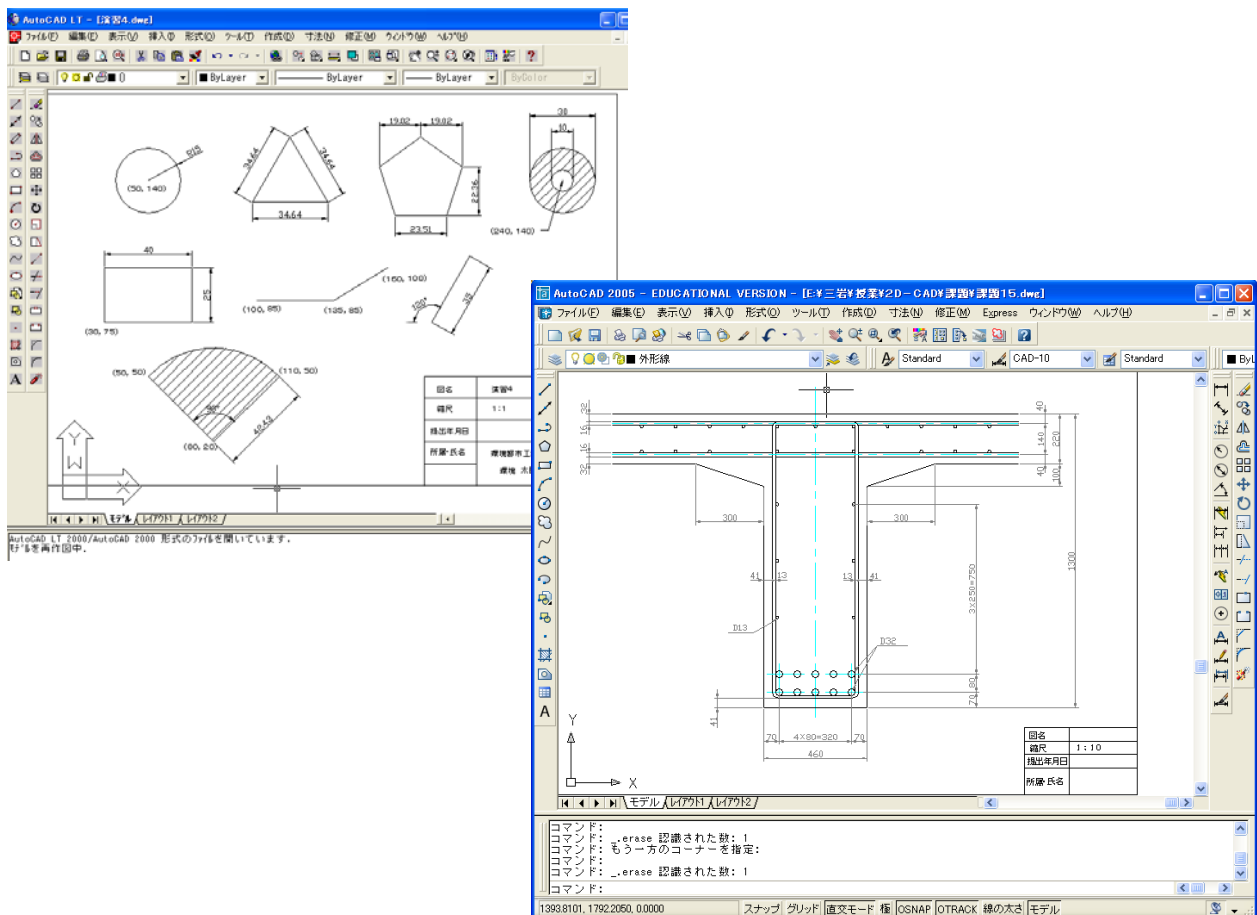 AutoCAD LT - [演習4.dwg]
ファイル(F) 編集(E) 表示(V) 挿入(I) 形式(O) ツール(T) 作成(D) 寸法(N) 修正(M) ウィンドウ(W) ヘルプ(H)
0 ByLayer ByLayer ByLayer ByColor
R15
(50, 140)
34.64
34.64
34.64
19.02 19.02
22.36
23.51
30
10
(240, 140)
40
25
(30, 75)
(100, 85)
(135, 85)
(160, 100)
35
(50, 50)
(110, 50)
90°
42.43
(80, 20)
図名 演習4
縮尺 1:1
提出年月日
所属・氏名 環境都市工
環境
Y
W
X
モデル レイアウト1 レイアウト2
AutoCAD LT 2000/AutoCAD 2000 形式のファイルを開いています.
モデルを再作図中.
AutoCAD 2005 - EDUCATIONAL VERSION - [E:¥三岩¥授業¥2D-CAD¥課題¥課題15.dwg]
ファイル(F) 編集(E) 表示(V) 挿入(I) 形式(O) ツール(T) 作成(D) 寸法(N) 修正(M) Express ウィンドウ(W) ヘルプ(H)
外形線 Standard CAD-10 Standard ByL
32
16
16
32
40
140
40
220
100
300
300
1300
41 13
13 41
3×250=750
D13
D32
80
70
41
70 4×80=320 70
460
図名
縮尺 1:10
提出年月日
所属・氏名
Y
X
モデル レイアウト1 レイアウト2
コマンド:
コマンド: _.erase 認識された数: 1
コマンド: もう一方のコーナーを指定:
コマンド:
コマンド: _.erase 認識された数: 1
コマンド:
1393.8101, 1792.2050, 0.0000 スナップ グリッド 直交モード 極 OSNAP OTRACK 線の太さ モデル